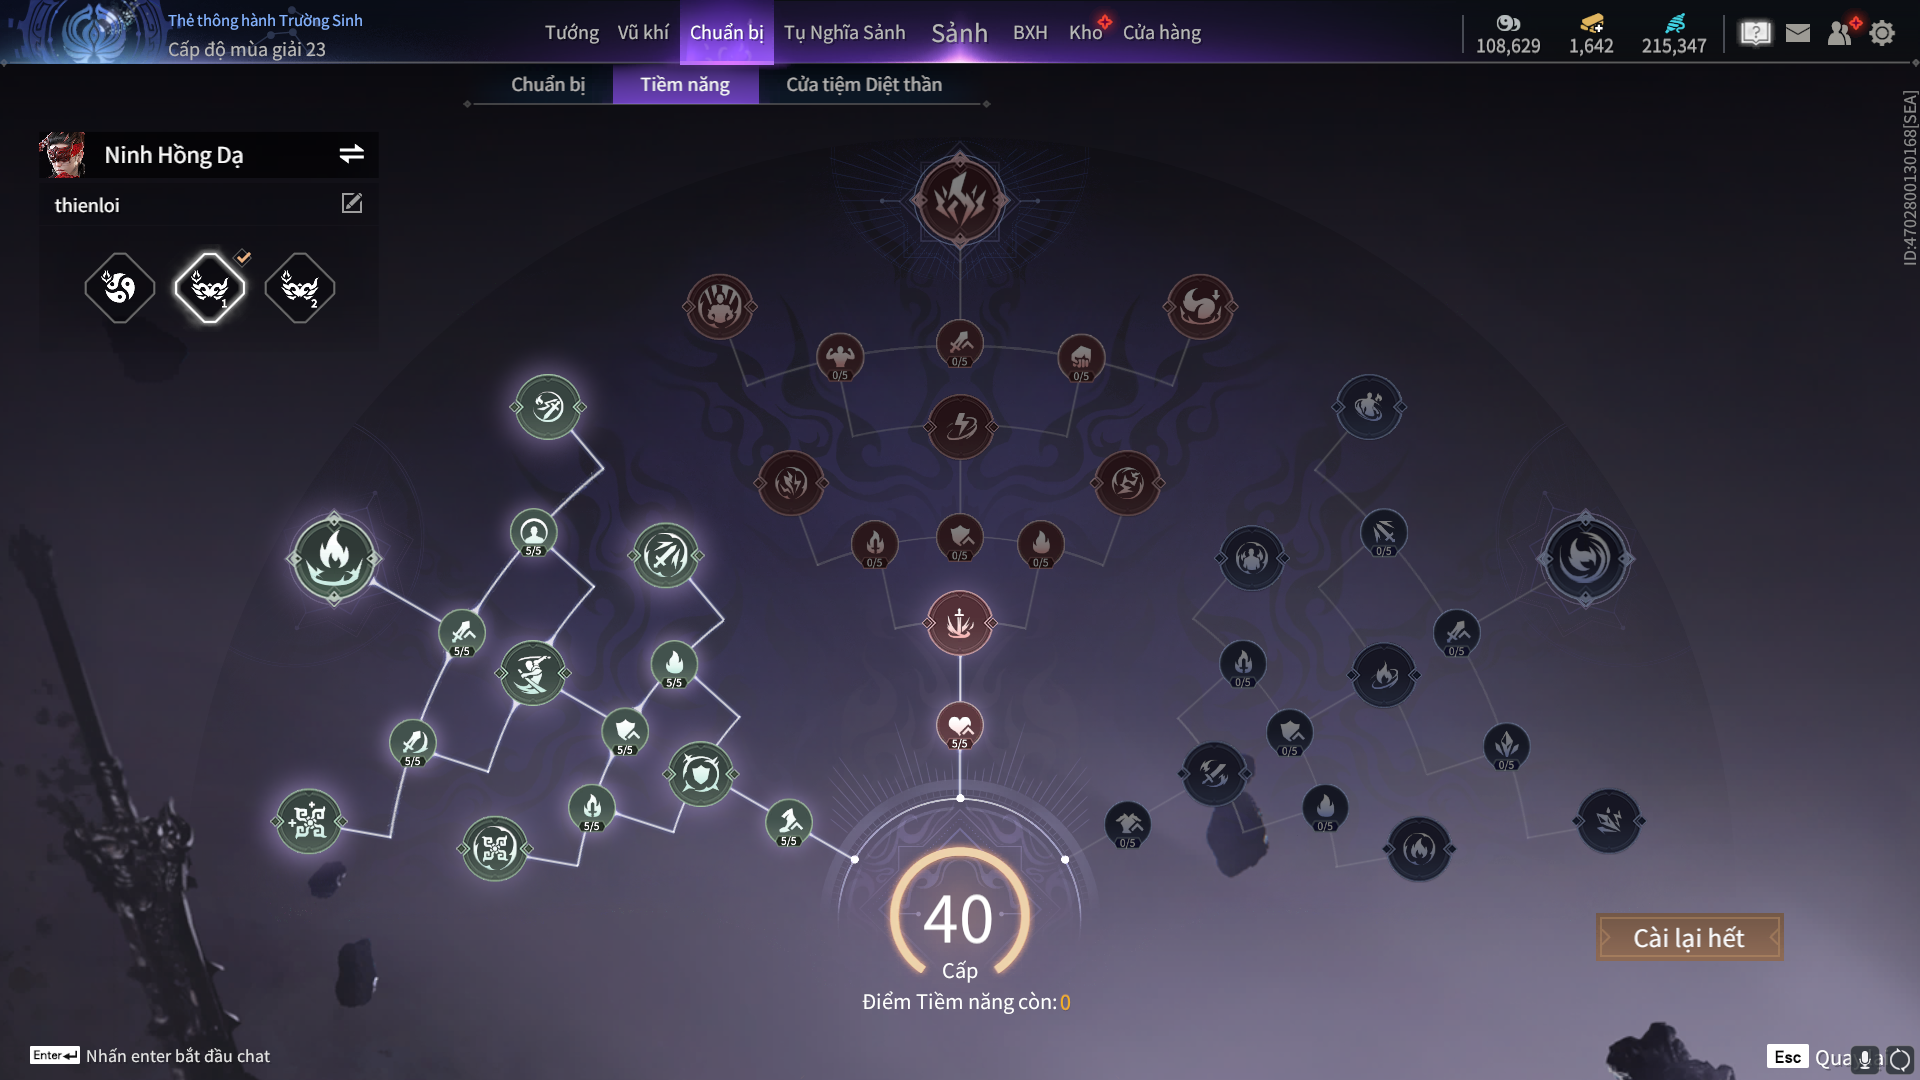 Thẻ thông hành Trường Sinh
Cấp độ mùa giải 23
Tướng Vũ khí Chuẩn bị Tụ Nghĩa Sảnh Sảnh BXH Kho Cửa hàng
108,629 1,642 215,347
Chuẩn bị Tiềm năng Cửa tiệm Diệt thần
ID:4702800130168[SEA]
Ninh Hồng Dạ
thienloi
1 2
0/5
0/5 0/5
5/5 0/5
0/5
0/5 0/5
5/5 0/5
5/5 0/5
5/5 5/5 0/5
5/5 0/5
5/5 0/5
5/5 0/5
5/5 0/5
40
Cấp
Điểm Tiềm năng còn:0
Cài lại hết
Enter Nhấn enter bắt đầu chat
Esc